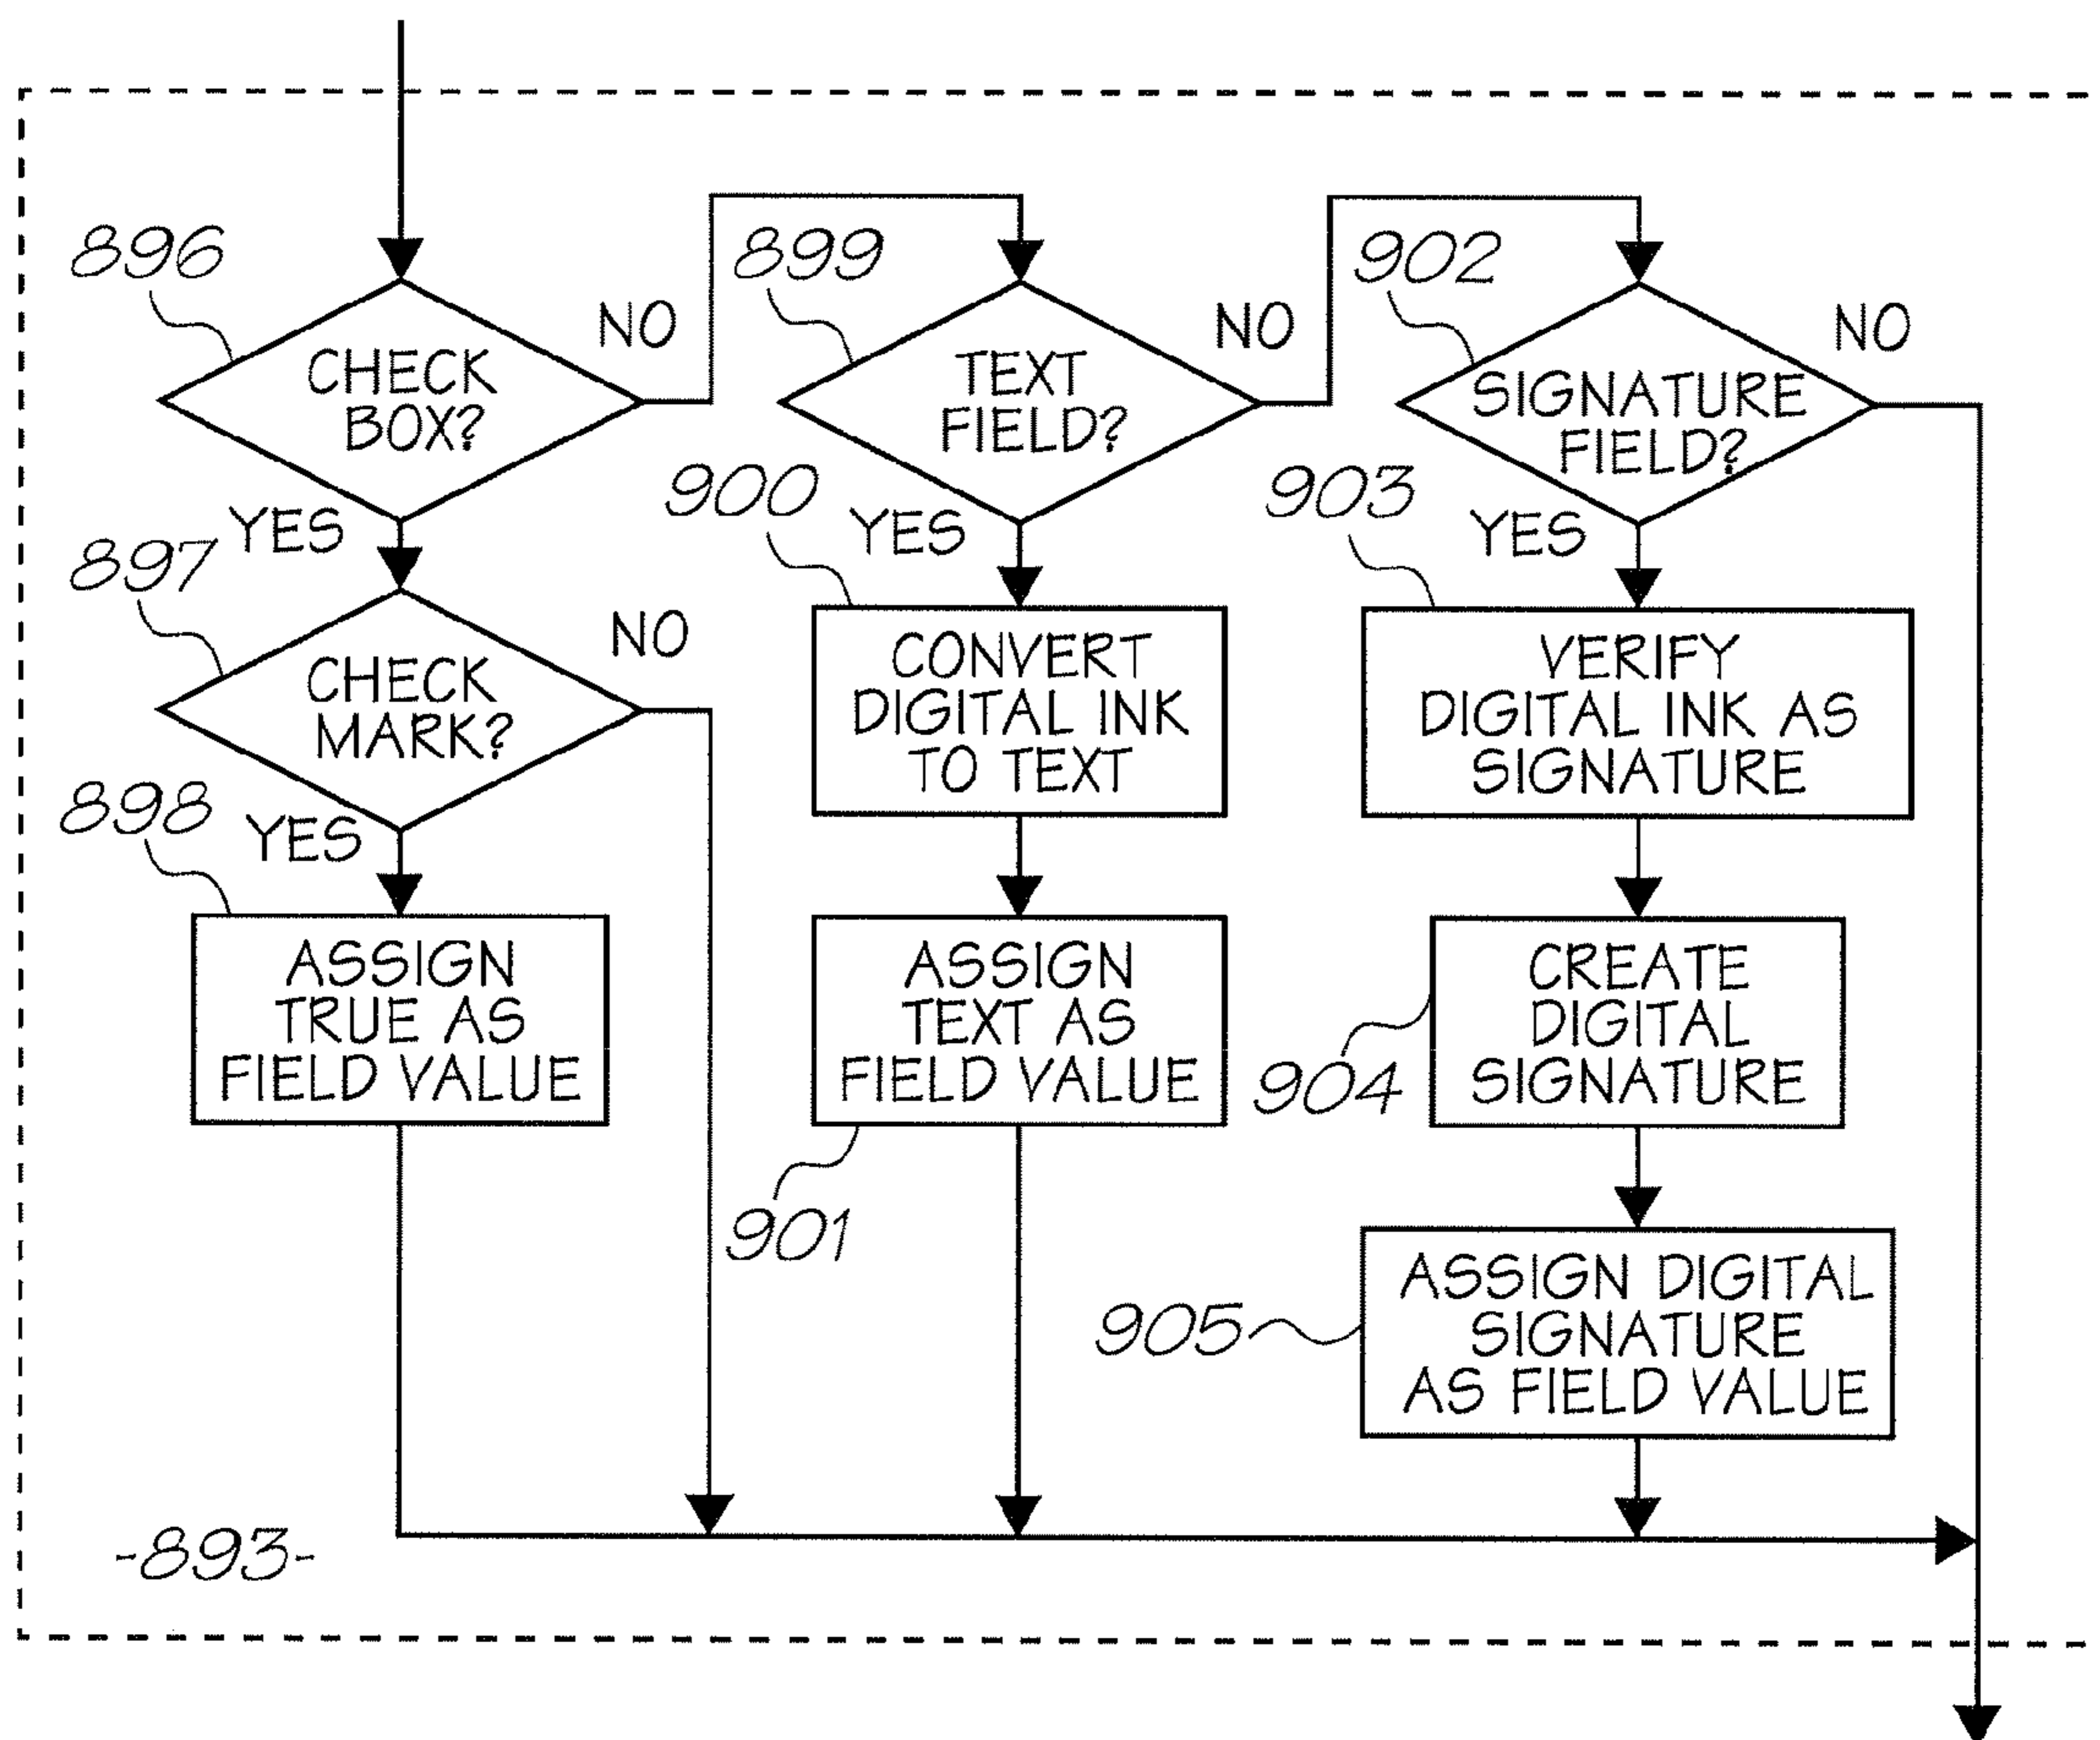 896
CHECK
BOX?
NO
YES
897
CHECK
MARK?
NO
YES
898
ASSIGN
TRUE AS
FIELD VALUE
899
TEXT
FIELD?
NO
YES
900
CONVERT
DIGITAL INK
TO TEXT
ASSIGN
TEXT AS
FIELD VALUE
901
902
SIGNATURE
FIELD?
NO
YES
903
VERIFY
DIGITAL INK AS
SIGNATURE
CREATE
DIGITAL
SIGNATURE
904
ASSIGN DIGITAL
SIGNATURE
AS FIELD VALUE
905
-893-